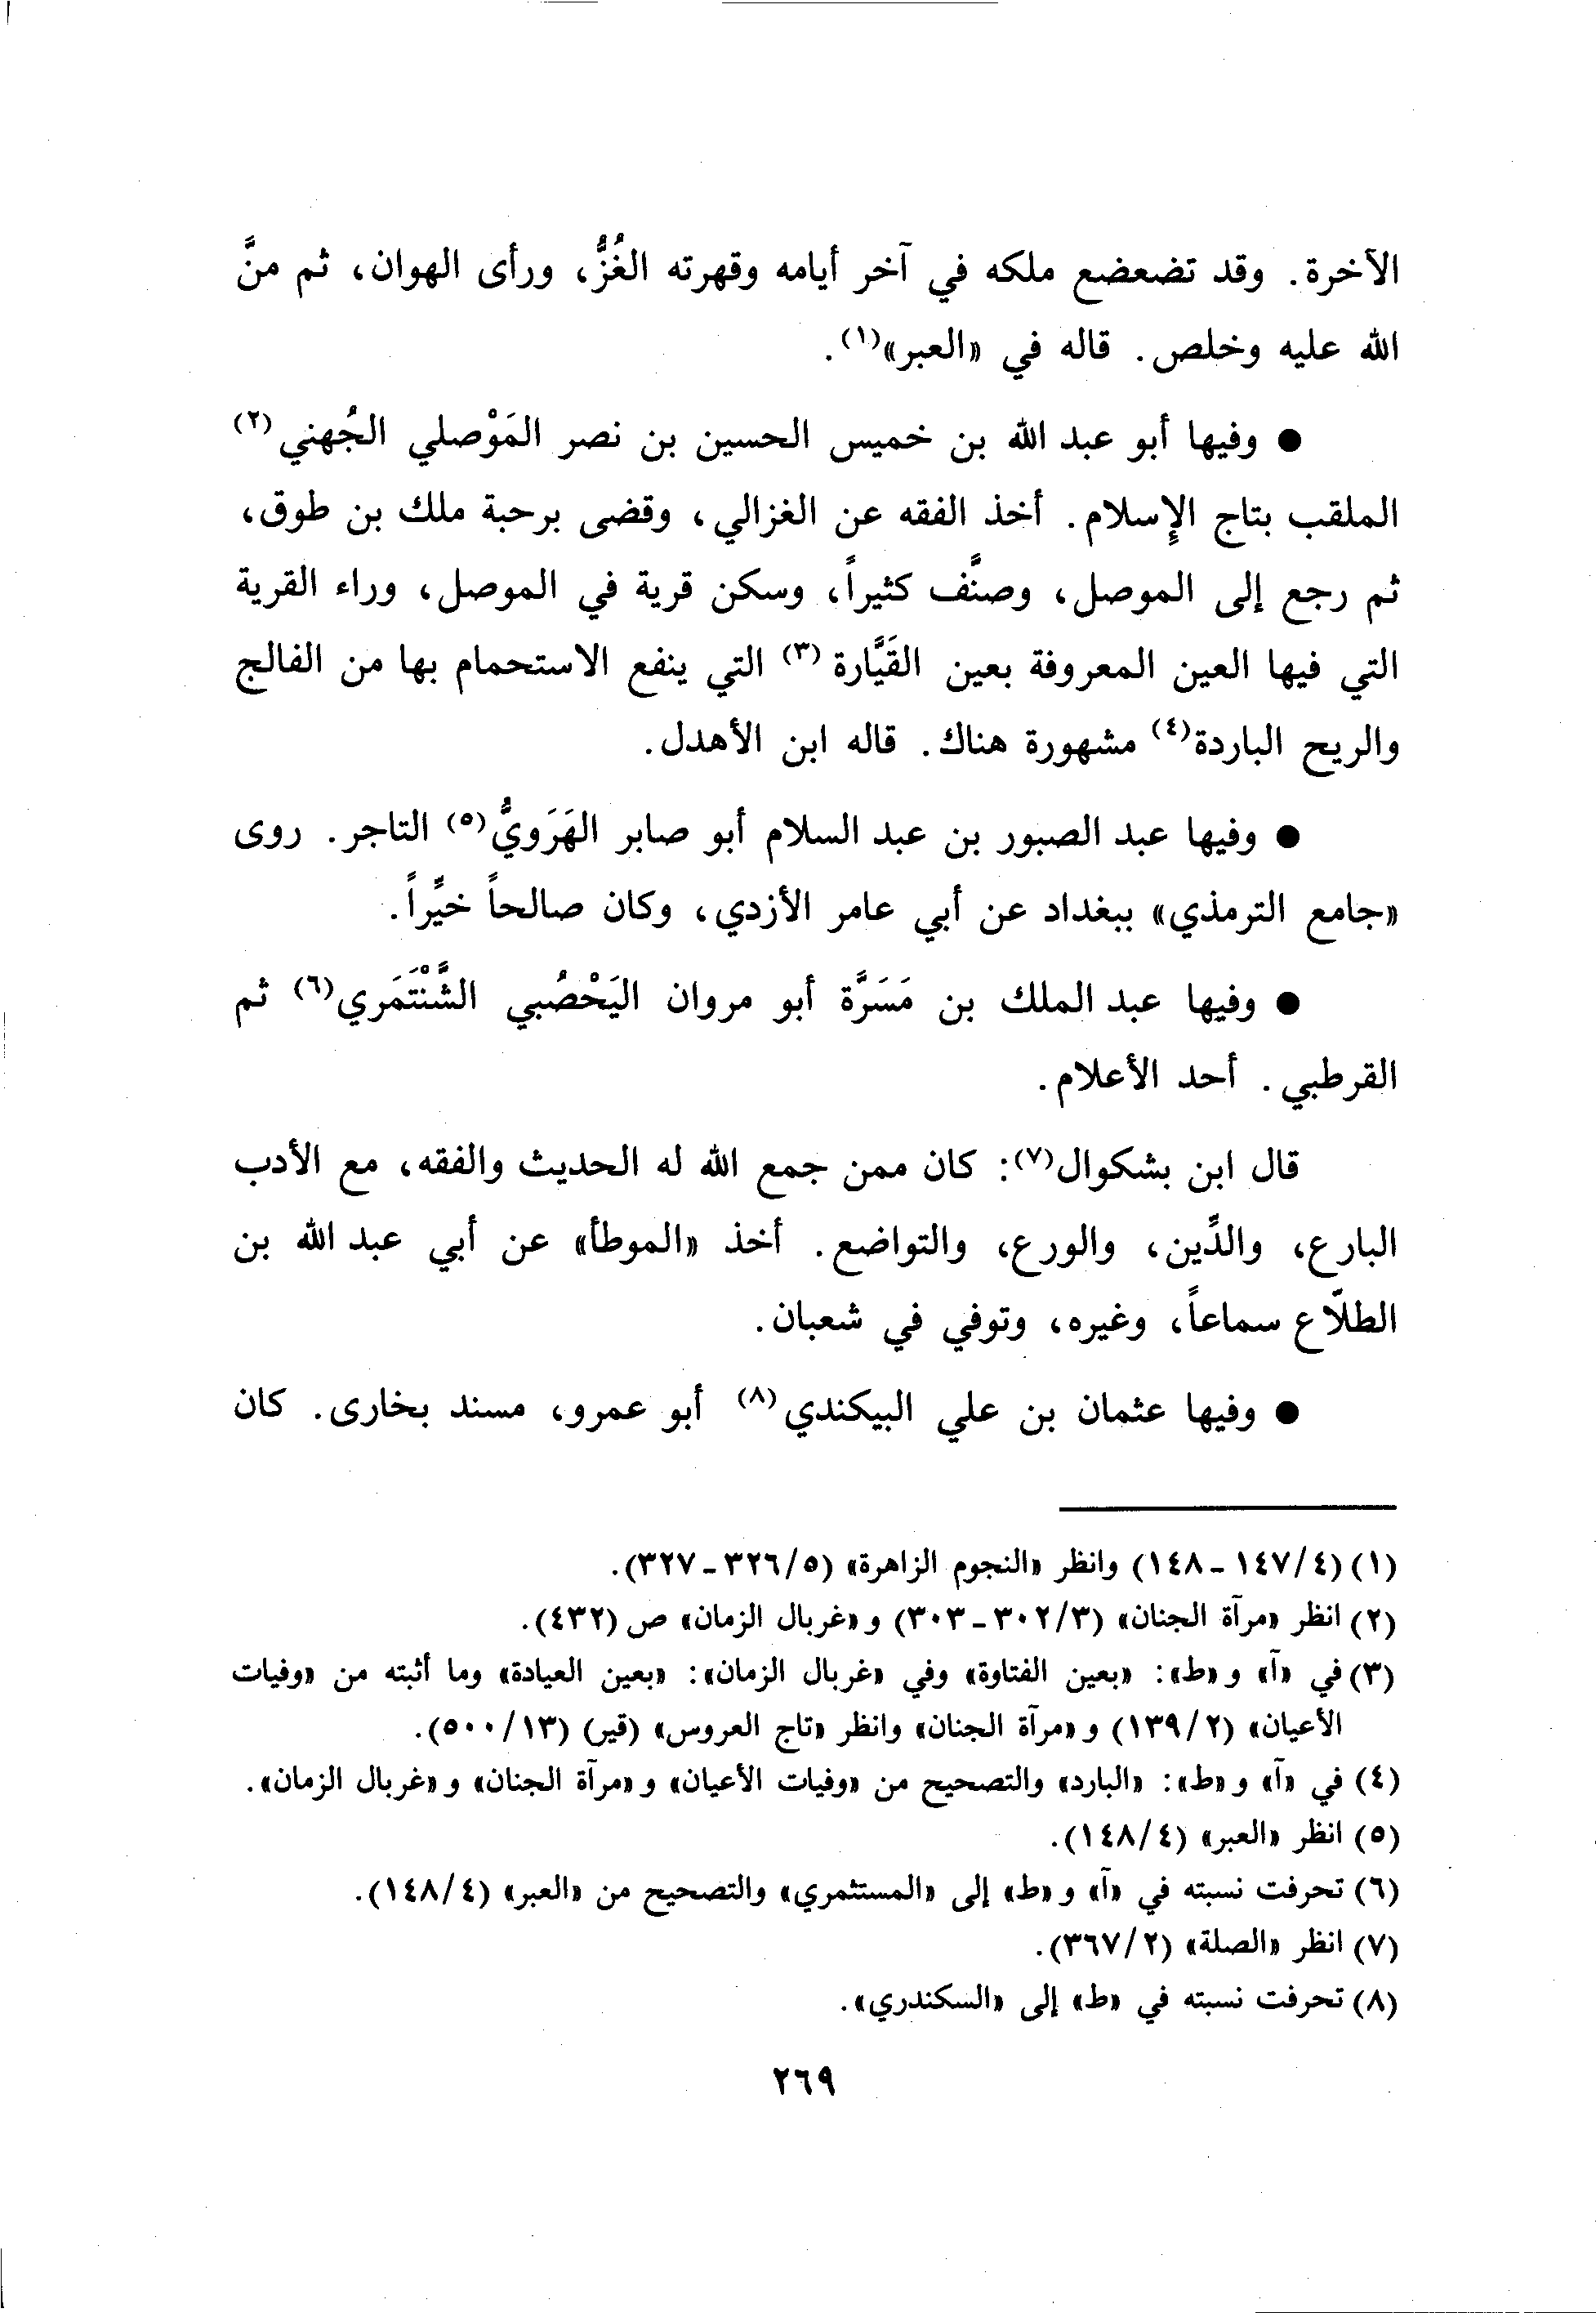 الآخرة. وقد تضعضع ملكه في آخر أيامه وقهرته الغُزُّ، ورأى الهوان، ثم منَّ
الله عليه وخلص. قاله في «العبر»(١).
● وفيها أبو عبد الله بن خميس الحسين بن نصر المَوْصلي الجُهني(٢)
الملقب بتاج الإِسلام. أخذ الفقه عن الغزالي، وقضى برحبة ملك بن طوق،
ثم رجع إلى الموصل، وصنَّف كثيراً، وسكن قرية في الموصل، وراء القرية
التي فيها العين المعروفة بعين القَيَّارة(٣) التي ينفع الاستحمام بها من الفالج
والريح الباردة(٤) مشهورة هناك. قاله ابن الأهدل.
● وفيها عبد الصبور بن عبد السلام أبو صابر الهَرَويُّ(٥) التاجر. روى
«جامع الترمذي» ببغداد عن أبي عامر الأزدي، وكان صالحاً خيِّراً.
● وفيها عبد الملك بن مَسَرَّة أبو مروان اليَحْصُبي الشَّنْتَمَري(٦) ثم
القرطبي. أحد الأعلام.
قال ابن بشكوال(٧): كان ممن جمع الله له الحديث والفقه، مع الأدب
البارع، والدِّين، والورع، والتواضع. أخذ «الموطأ» عن أبي عبد الله بن
الطلّاع سماعاً، وغيره، وتوفي في شعبان.
● وفيها عثمان بن علي البيكندي(٨) أبو عمرو، مسند بخارى. كان
(١) (٤/١٤٧ - ١٤٨) وانظر «النجوم الزاهرة» (٥/٣٢٦ - ٣٢٧).
(٢) انظر «مرآة الجنان» (٣/٣٠٢ - ٣٠٣) و«غربال الزمان» ص (٤٣٢).
(٣) في «آ» و«ط»: «بعين الفتاوة» وفي «غربال الزمان»: «بعين العيادة» وما أثبته من «وفيات
الأعيان» (٢/١٣٩) و«مرآة الجنان» وانظر «تاج العروس» (قير) (١٣/٥٠٠).
(٤) في «آ» و«ط»: «البارد» والتصحيح من «وفيات الأعيان» و«مرآة الجنان» و«غربال الزمان».
(٥) انظر «العبر» (٤/١٤٨).
(٦) تحرفت نسبته في «آ» و«ط» إلى «المستثمري» والتصحيح من «العبر» (٤/١٤٨).
(٧) انظر «الصلة» (٢/٣٦٧).
(٨) تحرفت نسبته في «ط» إلى «السكندري».
٢٦٩